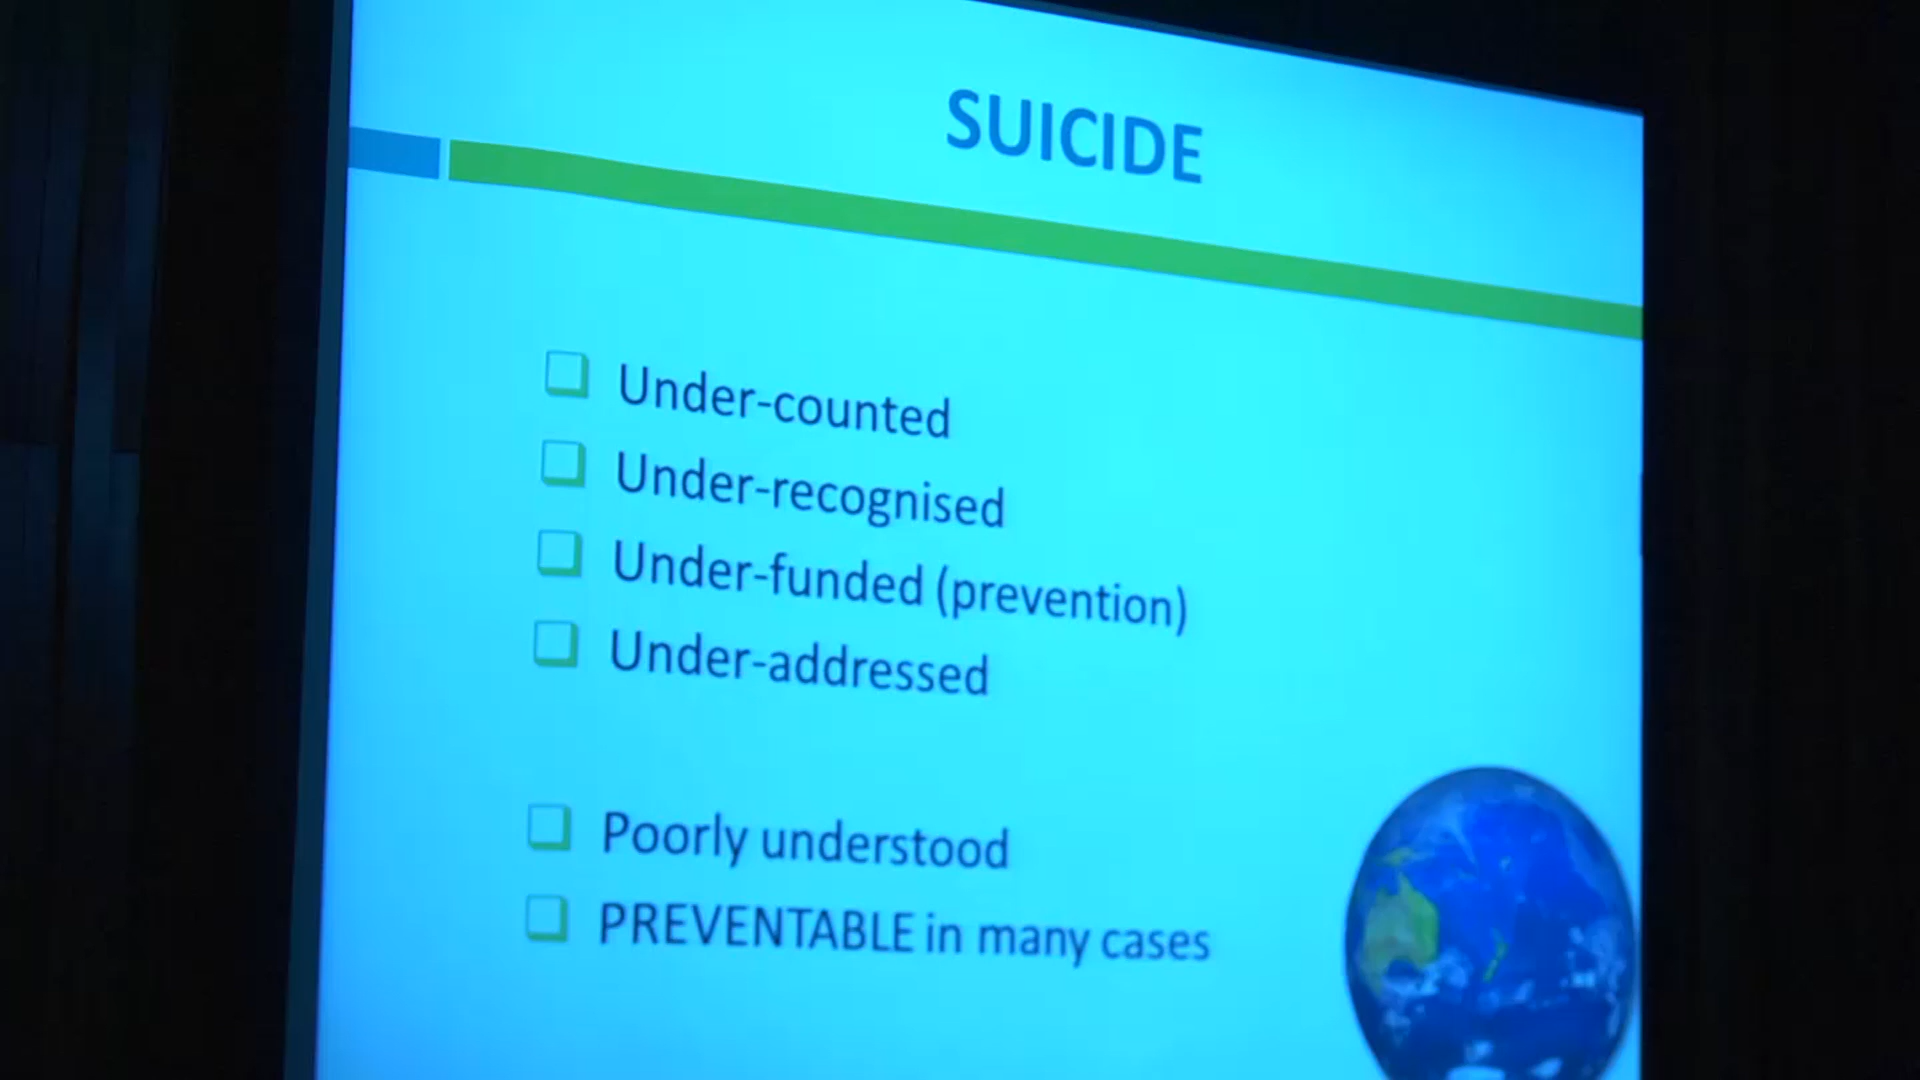 SUICIDE
Under-counted
Under-recognised
Under-funded (prevention)
Under-addressed
Poorly understood
PREVENTABLE in many cases